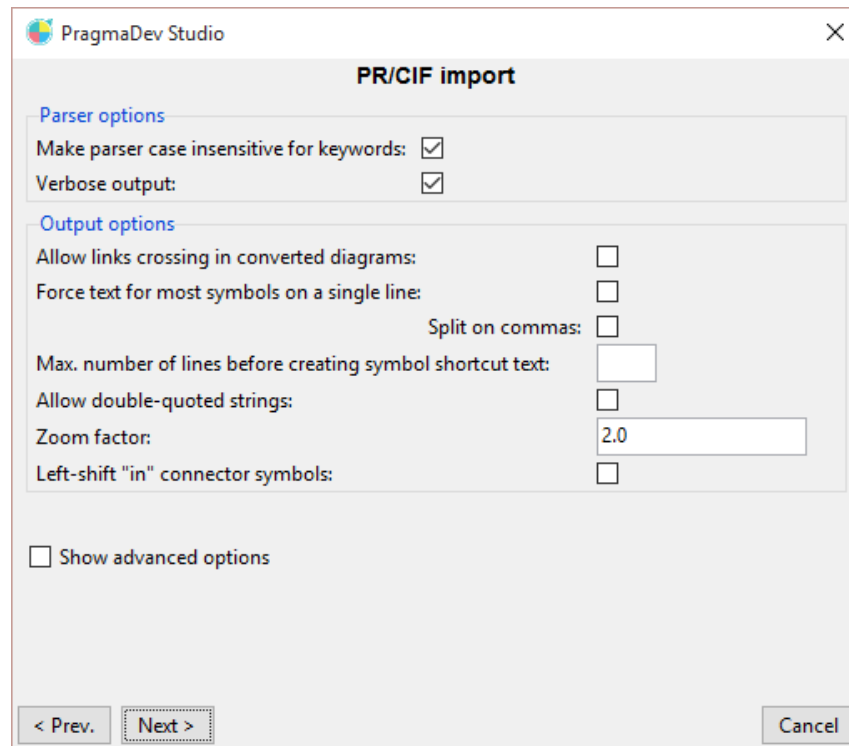 PragmaDev Studio
PR/CIF import
Parser options
Make parser case insensitive for keywords:
Verbose output:
Output options
Allow links crossing in converted diagrams:
Force text for most symbols on a single line:
Split on commas:
Max. number of lines before creating symbol shortcut text:
Allow double-quoted strings:
Zoom factor: 2.0
Left-shift "in" connector symbols:
Show advanced options
< Prev. Next > Cancel